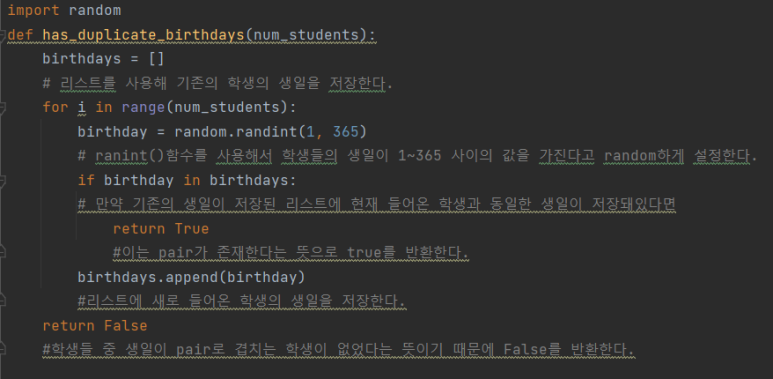 import random
def has_duplicate_birthdays(num_students):
    birthdays = []
    # 리스트를 사용해 기존의 학생의 생일을 저장한다.
    for i in range(num_students):
        birthday = random.randint(1, 365)
        # ranint()함수를 사용해서 학생들의 생일이 1~365 사이의 값을 가진다고 random하게 설정한다.
        if birthday in birthdays:
        # 만약 기존의 생일이 저장된 리스트에 현재 들어온 학생과 동일한 생일이 저장돼있다면
            return True
            #이는 pair가 존재한다는 뜻으로 true를 반환한다.
        birthdays.append(birthday)
        #리스트에 새로 들어온 학생의 생일을 저장한다.
    return False
    #학생들 중 생일이 pair로 겹치는 학생이 없었다는 뜻이기 때문에 False를 반환한다.